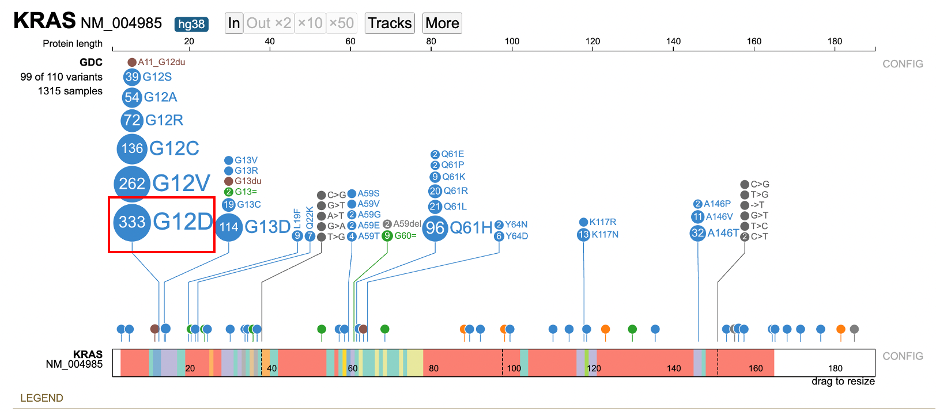 KRAS NM_004985 hg38 In Out ×2 ×10 ×50 Tracks More
Protein length 20 40 60 80 100 120 140 160 180
GDC
99 of 110 variants
1315 samples
CONFIG
A11_G12du
39 G12S
54 G12A
72 G12R
136 G12C
262 G12V
333 G12D
G13V
G13R
G13du
2 G13=
19 G13C
114 G13D
9 L19F
7 Q22K
C>G
G>T
A>T
G>A
T>G
A59S
A59V
2 A59G
2 A59E
4 A59T
2 A59del
9 G60=
2 Q61E
2 Q61P
9 Q61K
20 Q61R
21 Q61L
96 Q61H
2 Y64N
6 Y64D
K117R
13 K117N
2 A146P
11 A146V
32 A146T
C>G
T>G
C>T
2 C>T
KRAS
NM_004985
20 40 60 80 100 120 140 160 180
CONFIG
drag to resize
LEGEND